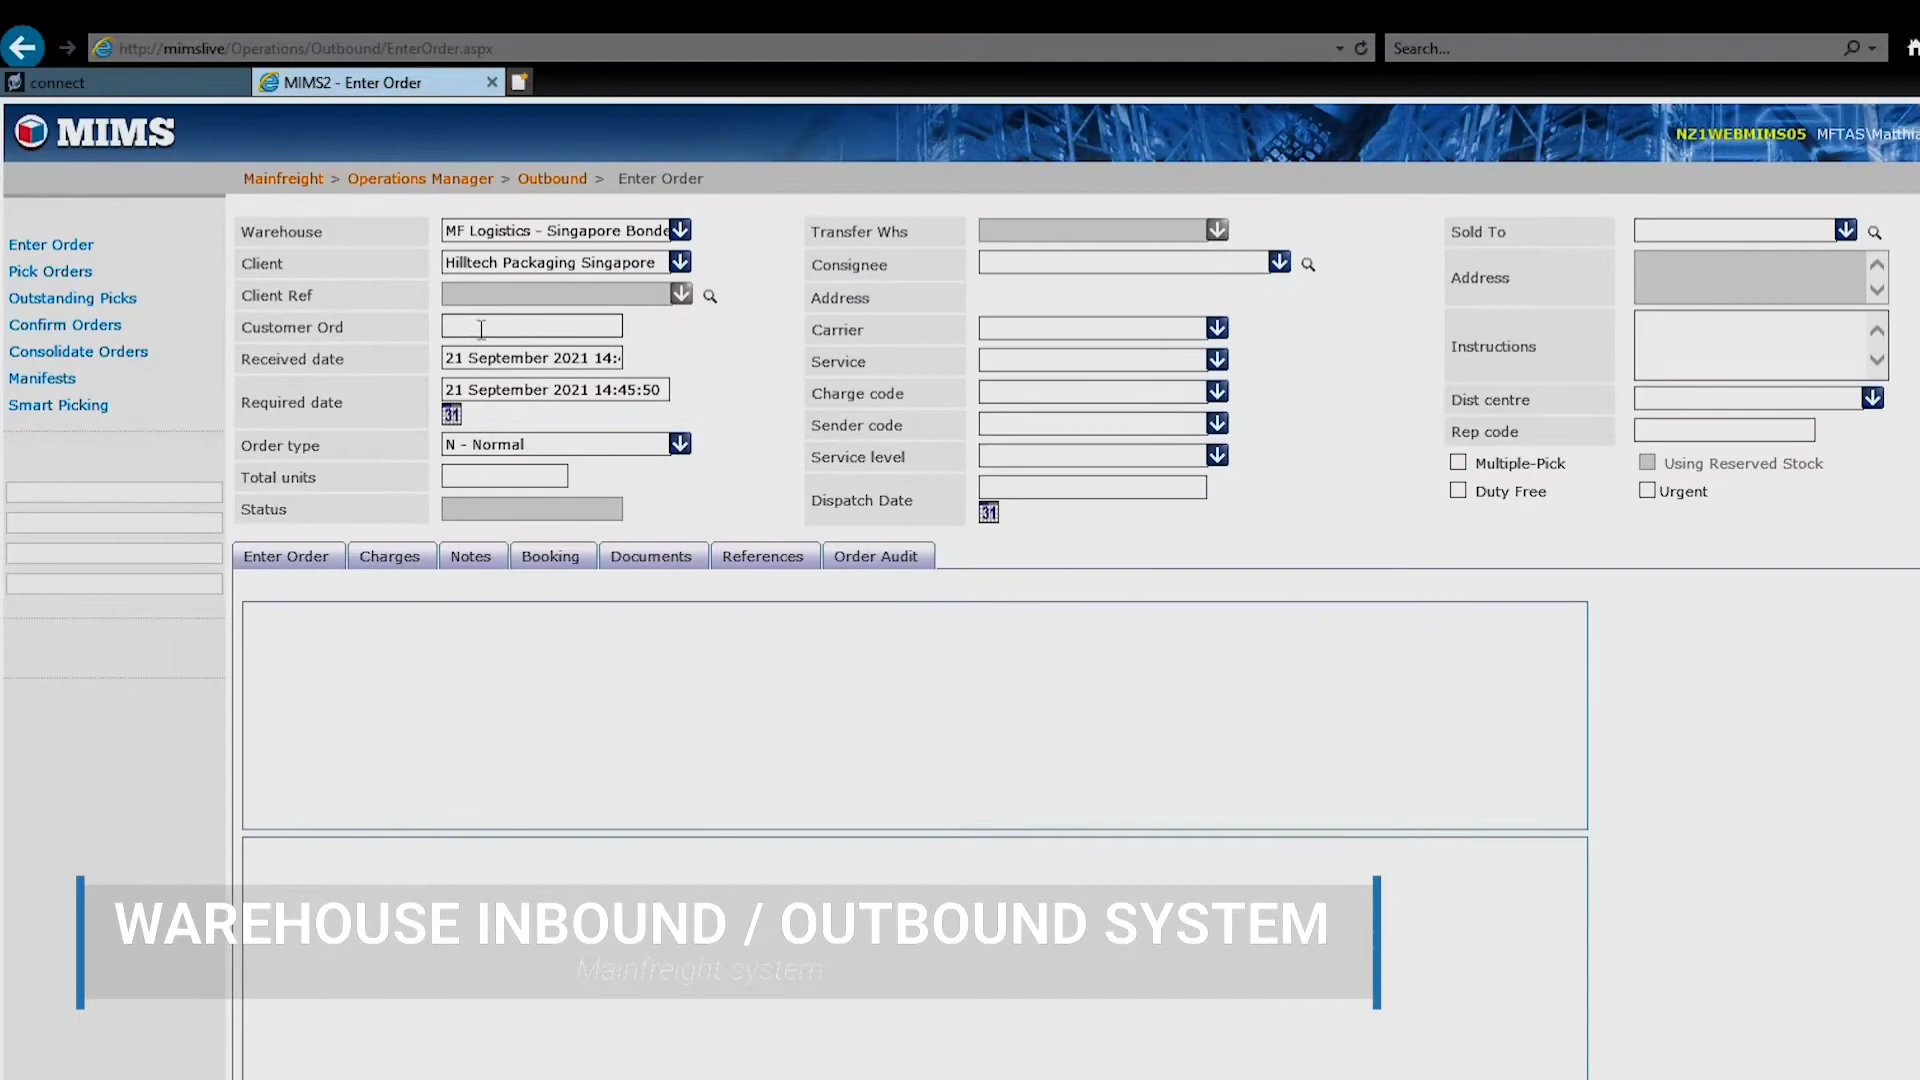 http://mimslive/Operations/Outbound/EnterOrder.aspx
Search...
connect
MIMS2 - Enter Order
MIMS
NZ1WEBMIMS05 MFTAS\Matthia
Mainfreight > Operations Manager > Outbound > Enter Order
Enter Order
Pick Orders
Outstanding Picks
Confirm Orders
Consolidate Orders
Manifests
Smart Picking
Warehouse MF Logistics - Singapore Bonde
Client Hilltech Packaging Singapore
Client Ref
Customer Ord
Received date 21 September 2021 14:
Required date 21 September 2021 14:45:50
31
Order type N - Normal
Total units
Status
Transfer Whs
Consignee
Address
Carrier
Service
Charge code
Sender code
Service level
Dispatch Date
31
Sold To
Address
Instructions
Dist centre
Rep code
Multiple-Pick Using Reserved Stock
Duty Free Urgent
Enter Order Charges Notes Booking Documents References Order Audit
WAREHOUSE INBOUND / OUTBOUND SYSTEM
Mainfreight system